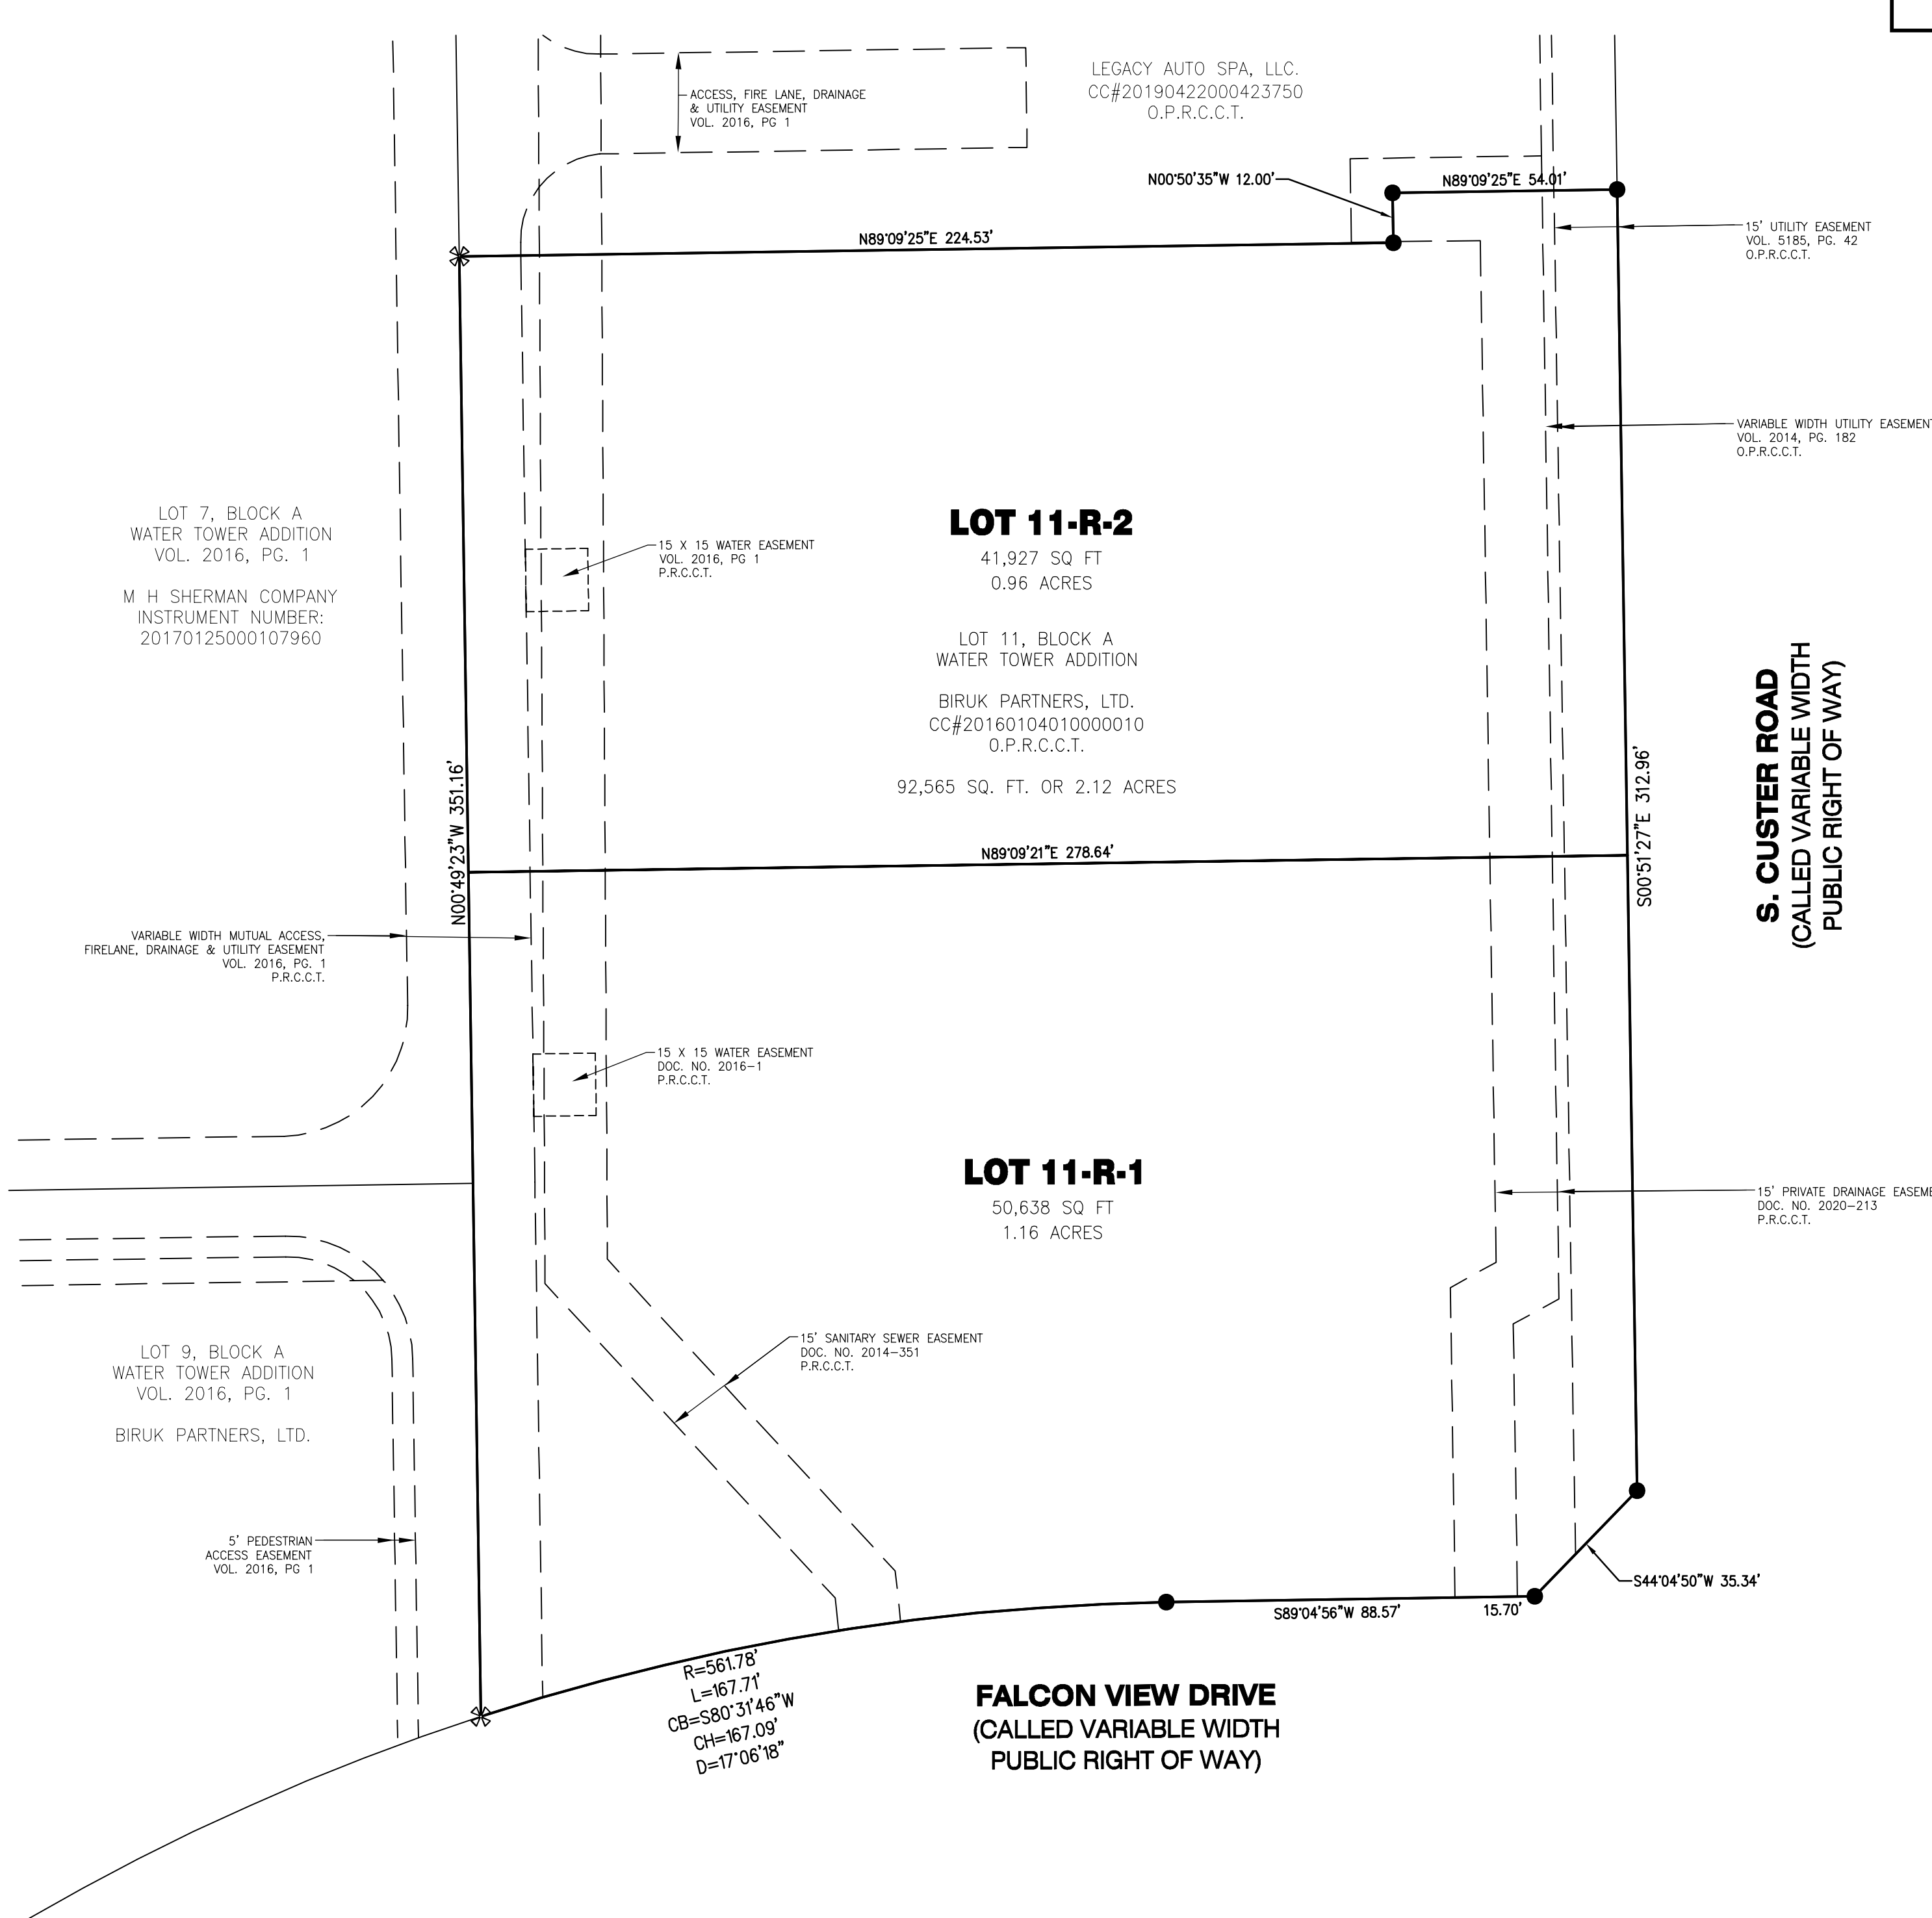 LEGACY AUTO SPA, LLC.
CC#20190422000423750
O.P.R.C.C.T.
ACCESS, FIRE LANE, DRAINAGE
& UTILITY EASEMENT
VOL. 2016, PG 1
N00°50'35"W 12.00'
N89°09'25"E 54.01'
N89°09'25"E 224.53'
15' UTILITY EASEMENT
VOL. 5185, PG. 42
O.P.R.C.C.T.
VARIABLE WIDTH UTILITY EASEMENT
VOL. 2014, PG. 182
O.P.R.C.C.T.
LOT 7, BLOCK A
WATER TOWER ADDITION
VOL. 2016, PG. 1
M H SHERMAN COMPANY
INSTRUMENT NUMBER:
20170125000107960
15 X 15 WATER EASEMENT
VOL. 2016, PG 1
P.R.C.C.T.
LOT 11-R-2
41,927 SQ FT
0.96 ACRES
LOT 11, BLOCK A
WATER TOWER ADDITION
BIRUK PARTNERS, LTD.
CC#20160104010000010
O.P.R.C.C.T.
92,565 SQ. FT. OR 2.12 ACRES
S. CUSTER ROAD
(CALLED VARIABLE WIDTH
PUBLIC RIGHT OF WAY)
N00°49'23"W 351.16'
S00°51'27"E 312.96'
N89°09'21"E 278.64'
VARIABLE WIDTH MUTUAL ACCESS,
FIRELANE, DRAINAGE & UTILITY EASEMENT
VOL. 2016, PG. 1
P.R.C.C.T.
15 X 15 WATER EASEMENT
DOC. NO. 2016-1
P.R.C.C.T.
LOT 11-R-1
50,638 SQ FT
1.16 ACRES
15' PRIVATE DRAINAGE EASEME
DOC. NO. 2020-213
P.R.C.C.T.
15' SANITARY SEWER EASEMENT
DOC. NO. 2014-351
P.R.C.C.T.
LOT 9, BLOCK A
WATER TOWER ADDITION
VOL. 2016, PG. 1
BIRUK PARTNERS, LTD.
5' PEDESTRIAN
ACCESS EASEMENT
VOL. 2016, PG 1
S44°04'50"W 35.34'
S89°04'56"W 88.57'
15.70'
R=561.78'
L=167.71'
CB=S80°31'46"W
CH=167.09'
D=17°06'18"
FALCON VIEW DRIVE
(CALLED VARIABLE WIDTH
PUBLIC RIGHT OF WAY)